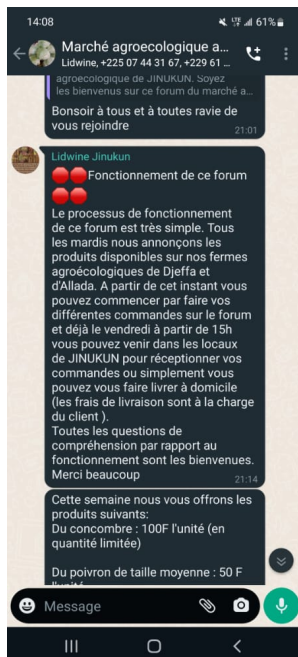 14:08
61%
Marché agroecologique a...
Lidwine, +225 07 44 31 67, +229 61 ...
agroécologique de JINUKUN. Soyez
les bienvenus sur ce forum du marché a...
Bonsoir à tous et à toutes ravie de
vous rejoindre
21:01
Lidwine Jinukun
🔴🔴Fonctionnement de ce forum
🔴🔴
Le processus de fonctionnement
de ce forum est très simple. Tous
les mardis nous annonçons les
produits disponibles sur nos fermes
agroécologiques de Djeffa et
d'Allada. A partir de cet instant vous
pouvez commencer par faire vos
différentes commandes sur le forum
et déjà le vendredi à partir de 15h
vous pouvez venir dans les locaux
de JINUKUN pour réceptionner vos
commandes ou simplement vous
pouvez vous faire livrer à domicile
(les frais de livraison sont à la charge
du client ).
Toutes les questions de
compréhension par rapport au
fonctionnement sont les bienvenues.
Merci beaucoup
21:14
Cette semaine nous vous offrons les
produits suivants:
Du concombre : 100F l'unité (en
quantité limitée)
Du poivron de taille moyenne : 50 F
l'unité
Message